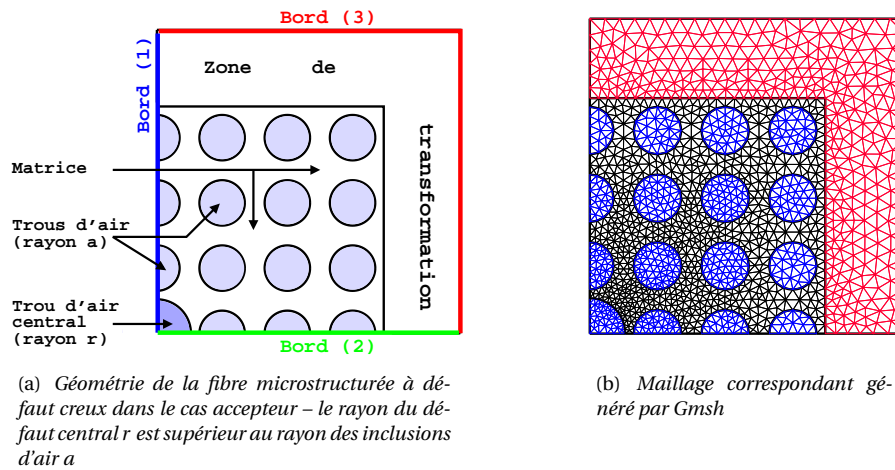 Bord (3)
Bord (1)
Zone de
transformation
Matrice
Trous d'air
(rayon a)
Trou d'air
central
(rayon r)
Bord (2)
(a) Géométrie de la fibre microstructurée à dé-
faut creux dans le cas accepteur – le rayon du dé-
faut central r est supérieur au rayon des inclusions
d'air a
(b) Maillage correspondant gé-
néré par Gmsh